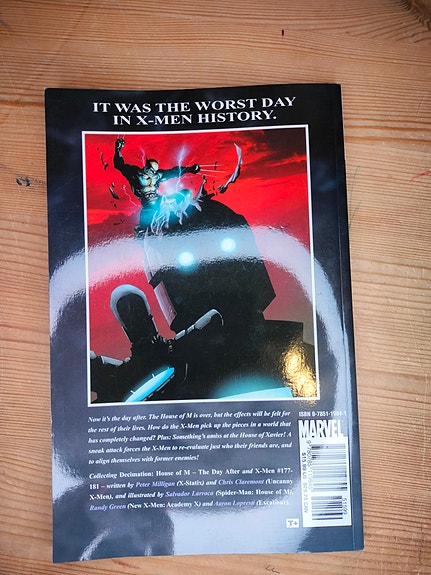 IT WAS THE WORST DAY
IN X-MEN HISTORY.
Now it's the day after. The House of M is over, but the effects will be felt for
the rest of their lives. How do the X-Men pick up the pieces in a world that
has completely changed? Plus: Something's amiss at the House of Xavier! A
sneak attack forces the X-Men to re-evaluate just who their friends are, and
to align themselves with former enemies!
Collecting Decimation: House of M – The Day After and X-Men #177-
181 – written by Peter Milligan (X-Statix) and Chris Claremont (Uncanny
X-Men), and illustrated by Salvador Larroca (Spider-Man: House of M),
Randy Green (New X-Men: Academy X) and Aaron Lopresti (Excalibur).
ISBN 0-7851-
MARVEL
T+